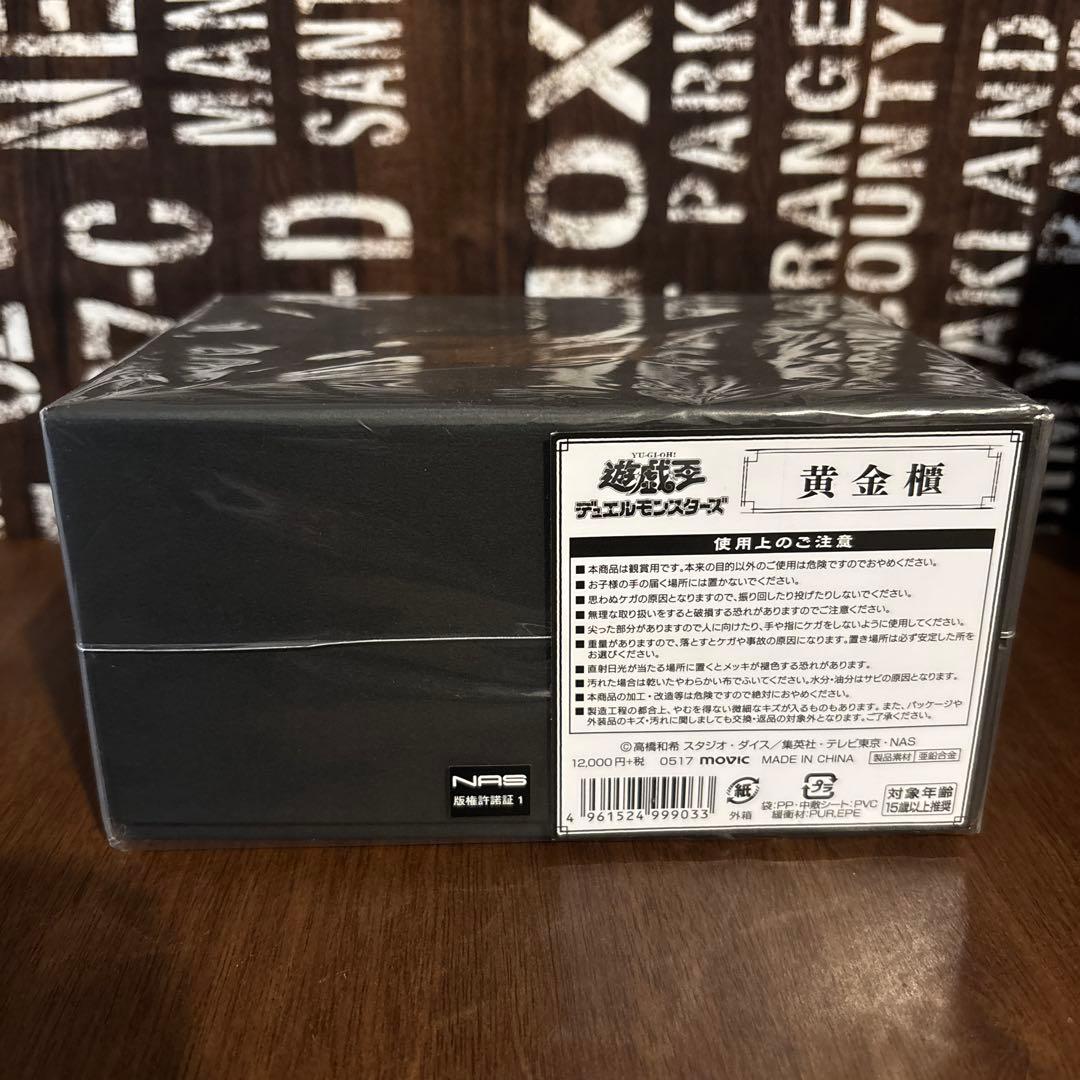 MAN
SANT
Z-C
-D
OX
PARK
RANGE
COUNTY
AKLAND
YU-GI-OH!
遊戯王
デュエルモンスターズ
黄金櫃
使用上のご注意
■本商品は観賞用です。本来の目的以外のご使用は危険ですのでおやめください。
■お子様の手の届く場所には置かないでください。
■思わぬケガの原因となりますので、振り回したり投げたりしないでください。
■無理な取り扱いをすると破損する恐れがありますのでご注意ください。
■尖った部分がありますので人に向けたり、手や指にケガをしないように使用してください。
■重量がありますので、落とすとケガや事故の原因になります。置き場所は必ず安定した所を
お選びください。
■直射日光が当たる場所に置くとメッキが褪色する恐れがあります。
■汚れた場合は乾いたやわらかい布でふいてください。水分・油分はサビの原因となります。
■本商品の加工・改造等は危険ですので絶対におやめください。
■製造工程の都合上、やむを得ない微細なキズが入るものもあります。また、パッケージや
外装品のキズ・汚れに関しましても交換・返品の対象外となります。ご了承ください。
©高橋和希 スタジオ・ダイス/集英社・テレビ東京・NAS
12,000円+税 0517 movic MADE IN CHINA 製品素材 亜鉛合金
4 961524 999033
紙
外箱
プラ
袋:PP・中敷シート:PVC
緩衝材:PUR,EPE
対象年齢
15歳以上推奨
NAS
版権許諾証 1